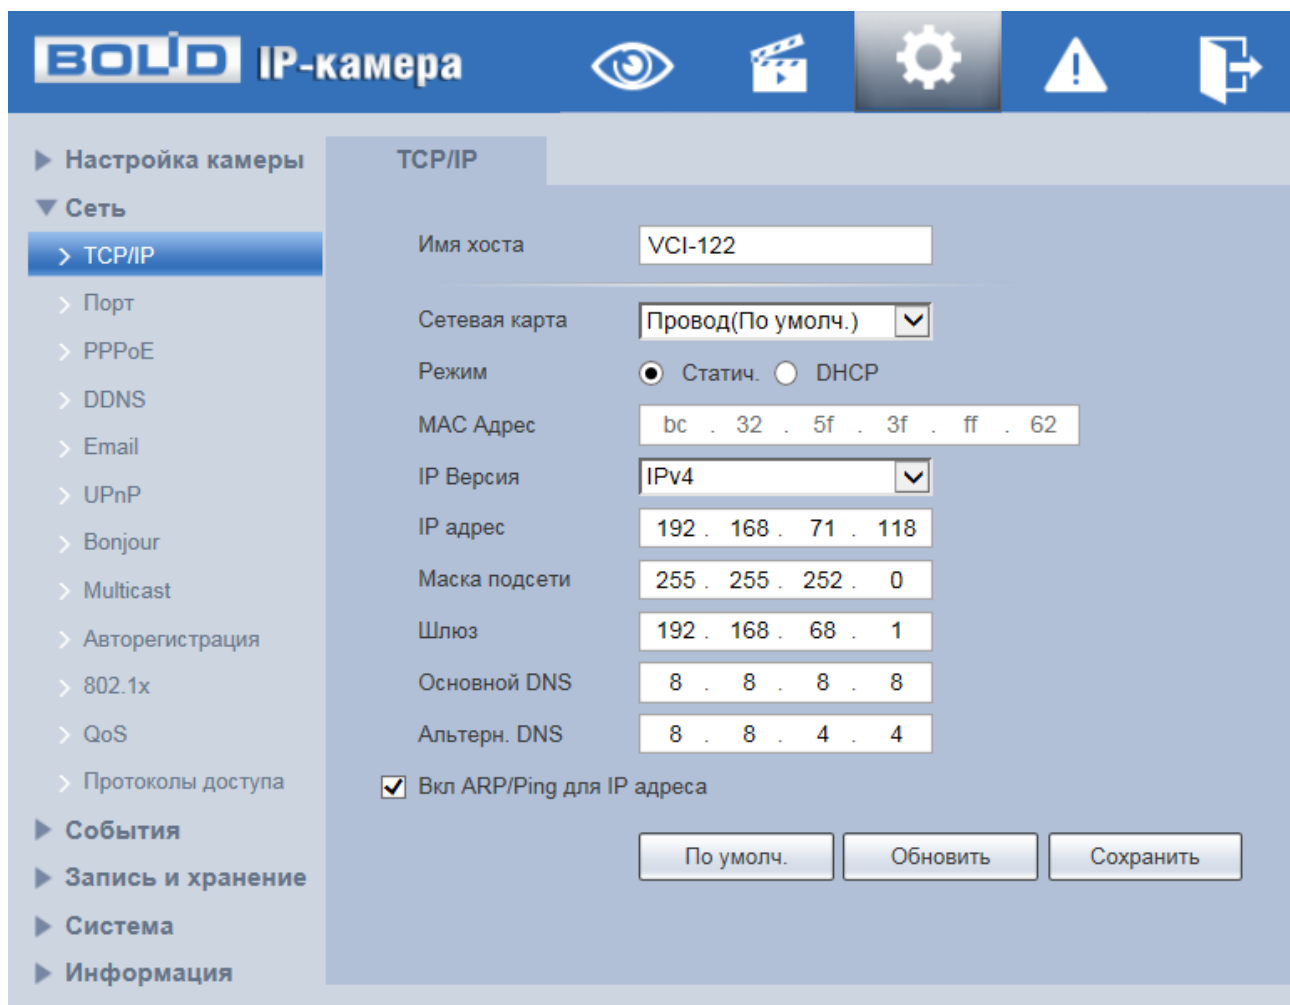 BOLID IP-камера
Настройка камеры
Сеть
TCP/IP
Порт
PPPoE
DDNS
Email
UPnP
Bonjour
Multicast
Авторегистрация
802.1x
QoS
Протоколы доступа
События
Запись и хранение
Система
Информация
TCP/IP
Имя хоста VCI-122
Сетевая карта Провод(По умолч.)
Режим Статич. DHCP
MAC Адрес bc . 32 . 5f . 3f . ff . 62
IP Версия IPv4
IP адрес 192 . 168 . 71 . 118
Маска подсети 255 . 255 . 252 . 0
Шлюз 192 . 168 . 68 . 1
Основной DNS 8 . 8 . 8 . 8
Альтерн. DNS 8 . 8 . 4 . 4
Вкл ARP/Ping для IP адреса
По умолч. Обновить Сохранить